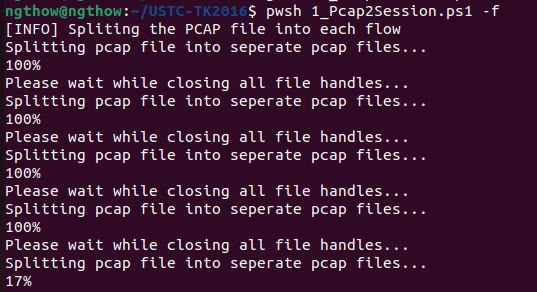 ngthow@ngthow:~/USTC-TK2016$ pwsh 1_Pcap2Session.ps1 -f
[INFO] Spliting the PCAP file into each flow
Splitting pcap file into seperate pcap files...
100%
Please wait while closing all file handles...
Splitting pcap file into seperate pcap files...
100%
Please wait while closing all file handles...
Splitting pcap file into seperate pcap files...
100%
Please wait while closing all file handles...
Splitting pcap file into seperate pcap files...
100%
Please wait while closing all file handles...
Splitting pcap file into seperate pcap files...
17%